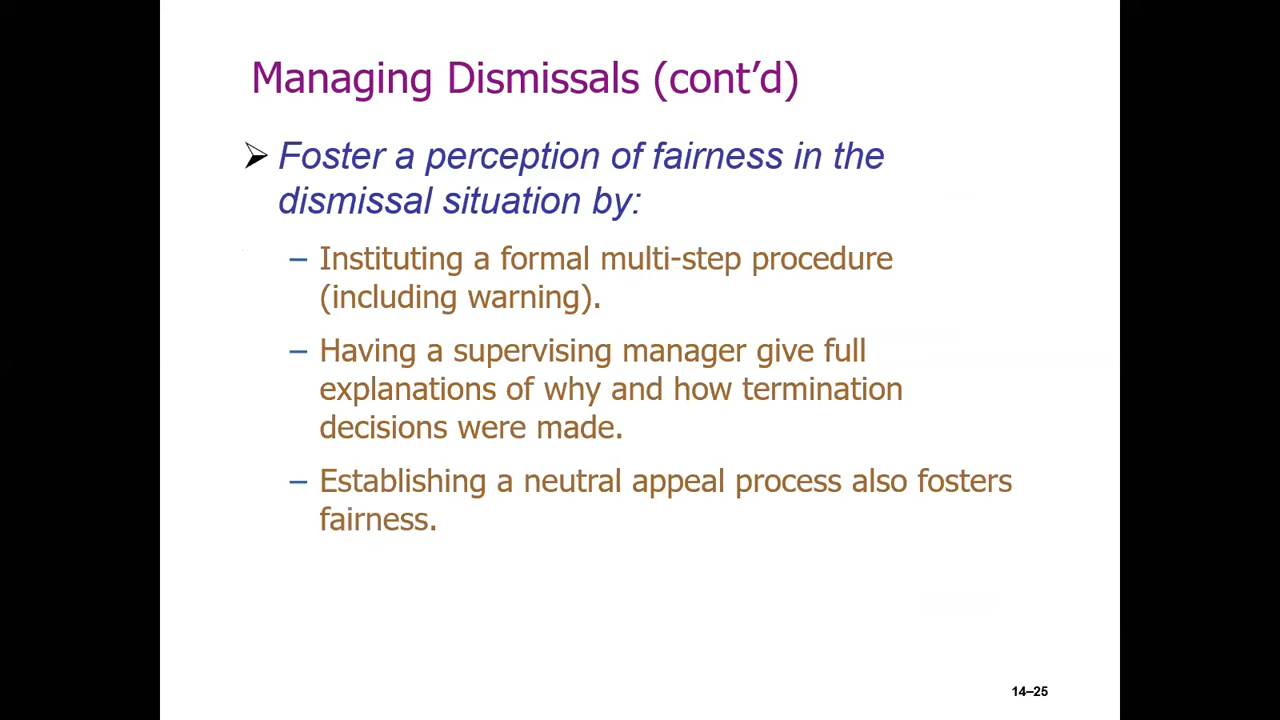 Managing Dismissals (cont’d)
➢ Foster a perception of fairness in the
dismissal situation by:
– Instituting a formal multi-step procedure
(including warning).
– Having a supervising manager give full
explanations of why and how termination
decisions were made.
– Establishing a neutral appeal process also fosters
fairness.
14–25